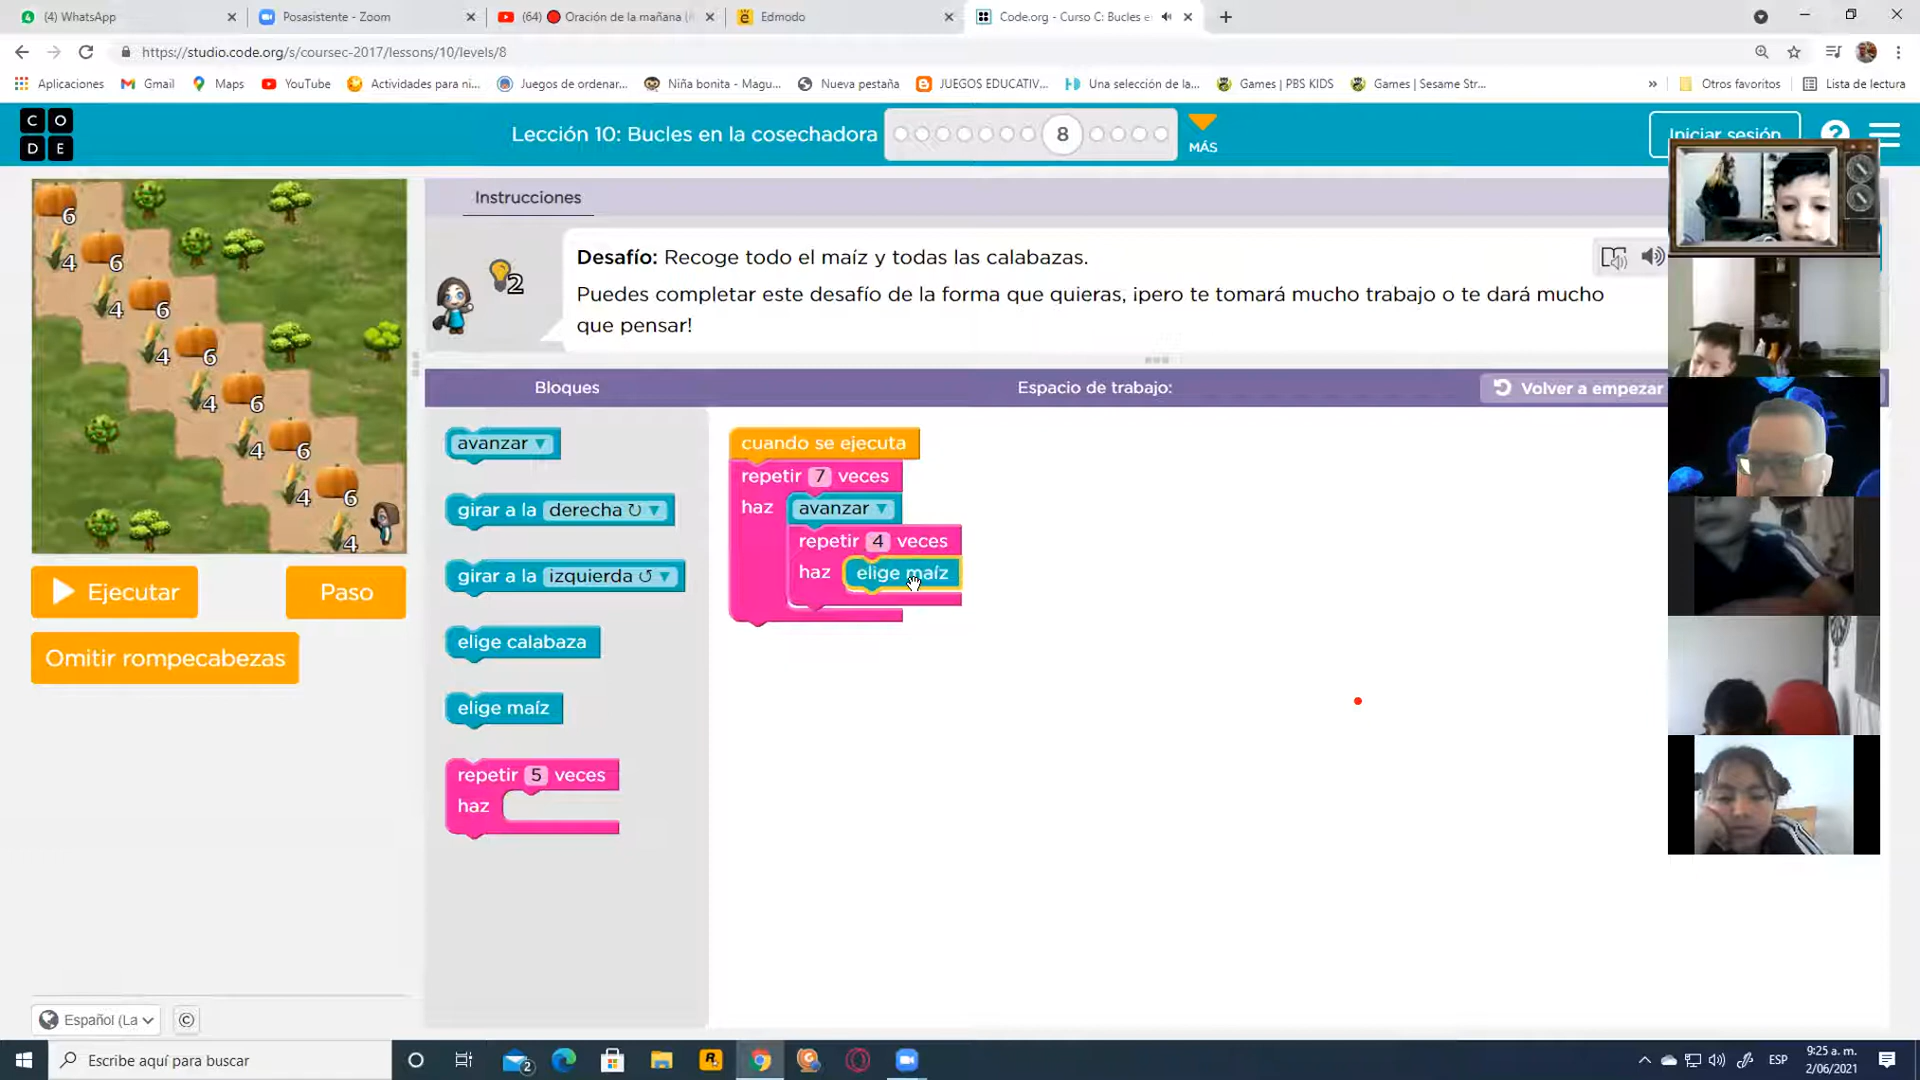 (4) WhatsApp
Posasistente - Zoom
(64) 🔴 Oración de la mañana (
Edmodo
Code.org - Curso C: Bucles e
https://studio.code.org/s/coursec-2017/lessons/10/levels/8
Aplicaciones
Gmail
Maps
YouTube
Actividades para ni...
Juegos de ordenar...
Niña bonita - Magu...
Nueva pestaña
JUEGOS EDUCATIV...
Una selección de la...
Games | PBS KIDS
Games | Sesame Str...
»
Otros favoritos
Lista de lectura
C O
D E
Lección 10: Bucles en la cosechadora
8
MÁS
Iniciar sesión
?
Instrucciones
2
Desafío: Recoge todo el maíz y todas las calabazas.
Puedes completar este desafío de la forma que quieras, ¡pero te tomará mucho trabajo o te dará mucho
que pensar!
6
4 6
4 6
4 6
4 6
4 6
4 6
4
Ejecutar
Paso
Omitir rompecabezas
Bloques
Espacio de trabajo:
Volver a empezar
avanzar
girar a la derecha ↻
girar a la izquierda ↺
elige calabaza
elige maíz
repetir 5 veces
haz
cuando se ejecuta
repetir 7 veces
haz avanzar
repetir 4 veces
haz elige maíz
Español (La
©
Escribe aquí para buscar
2
ESP
9:25 a. m.
2/06/2021